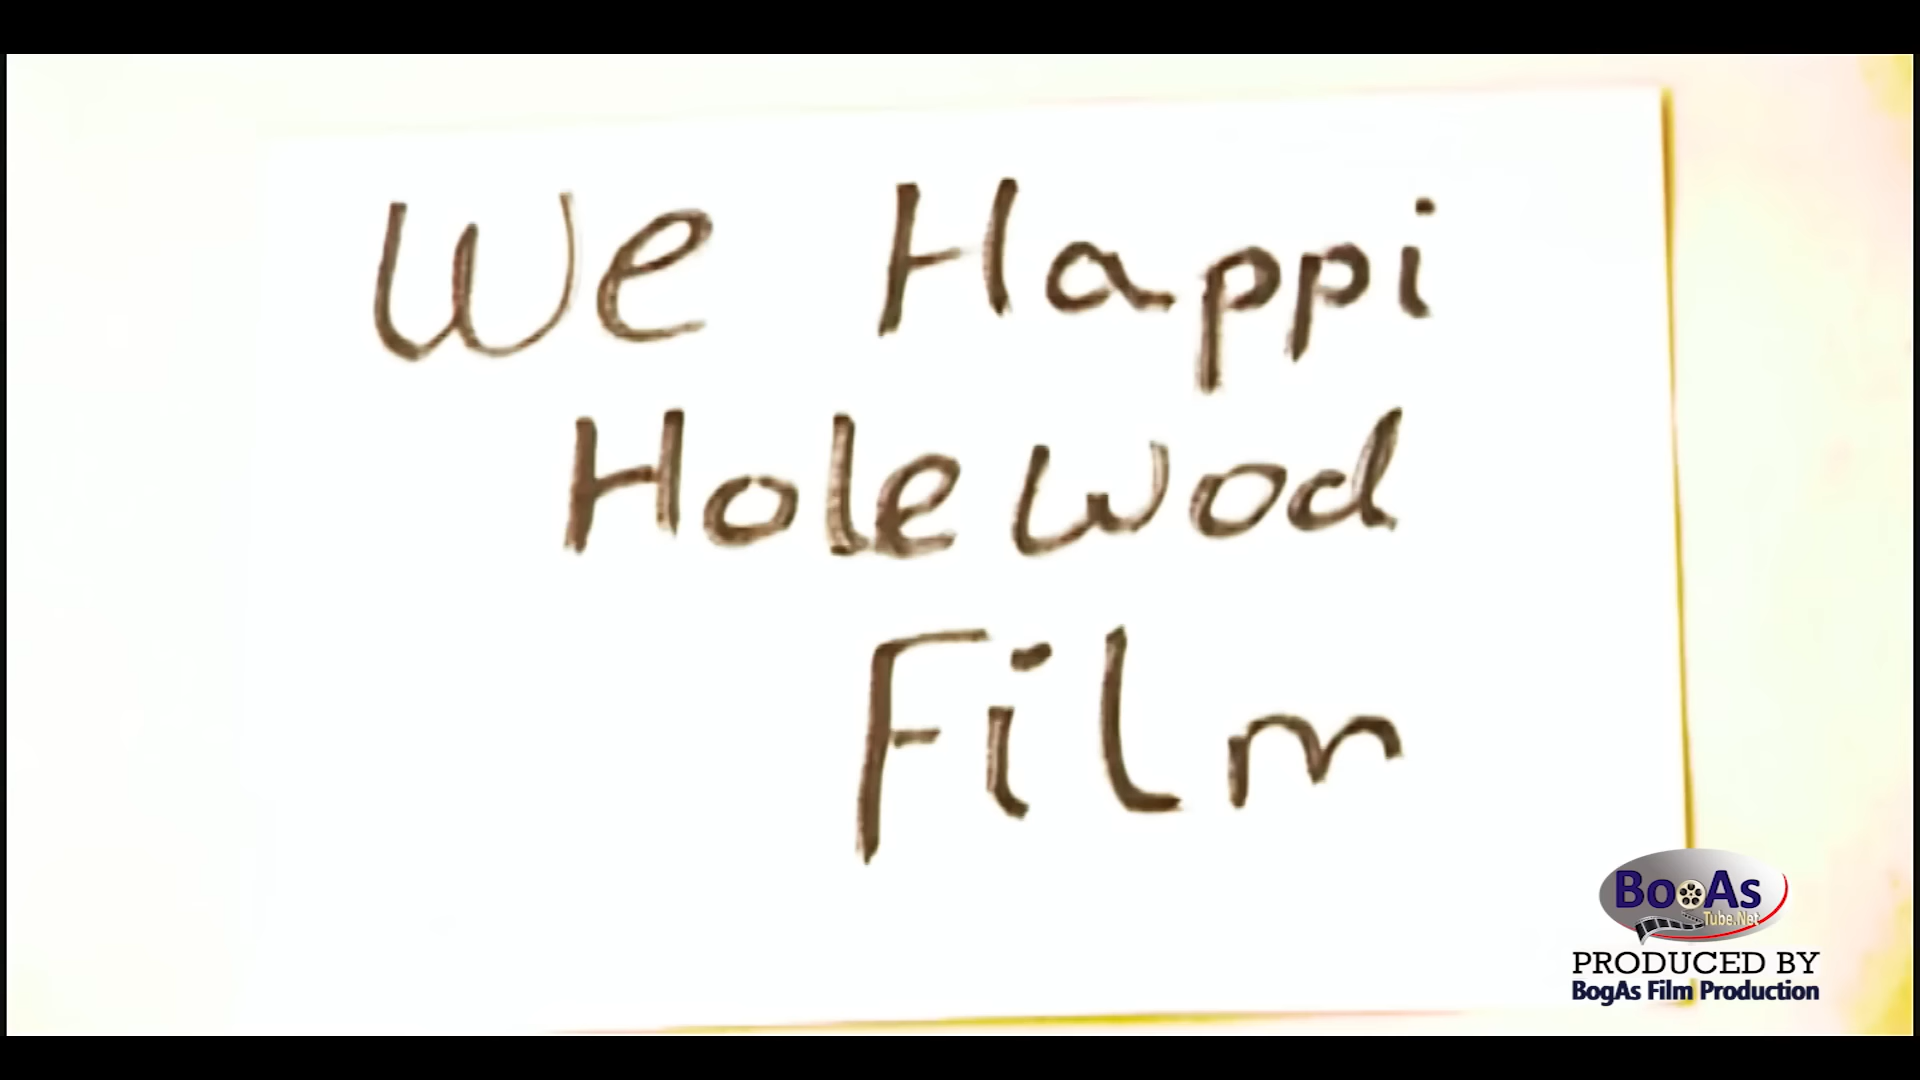 We Happi
Holewod
Film
BogAs
Tube.Net
PRODUCED BY
BogAs Film Production